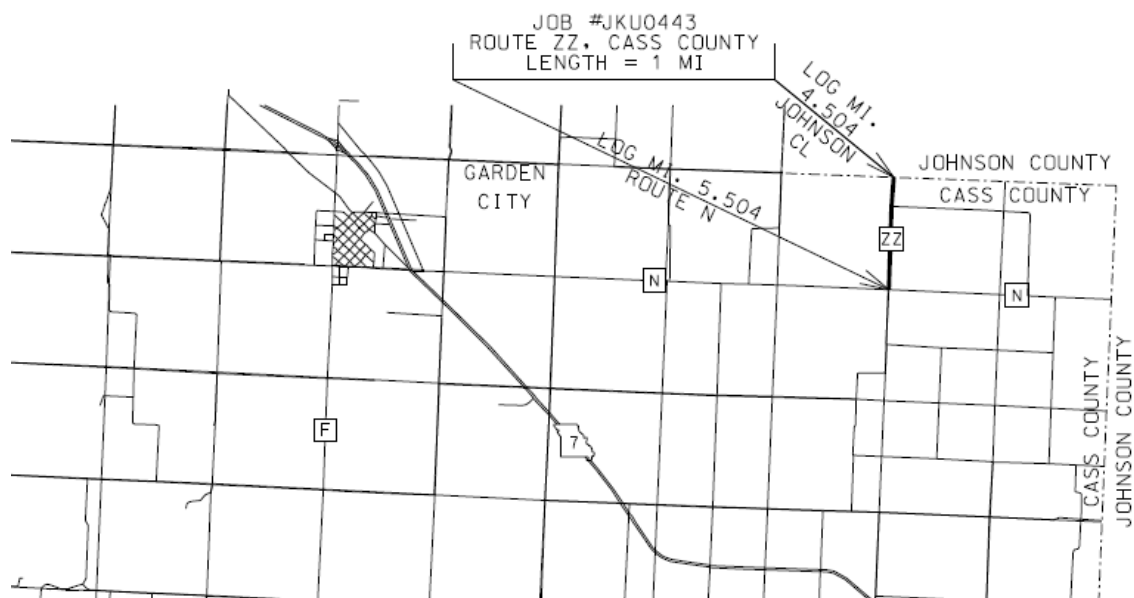 JOB #JKU0443
ROUTE ZZ, CASS COUNTY
LENGTH = 1 MI
LOG MI.
4.504
JOHNSON
CL
LOG MI. 5.504
ROUTE N
GARDEN
CITY
JOHNSON COUNTY
CASS COUNTY
ZZ
N
N
F
7
CASS COUNTY
JOHNSON COUNTY